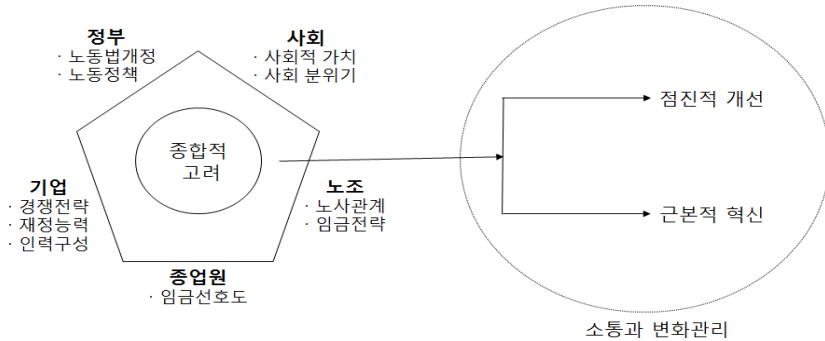 정부
· 노동법개정
· 노동정책
사회
· 사회적 가치
· 사회 분위기
종합적
고려
기업
· 경쟁전략
· 재정능력
· 인력구성
노조
· 노사관계
· 임금전략
종업원
· 임금선호도
점진적 개선
근본적 혁신
소통과 변화관리